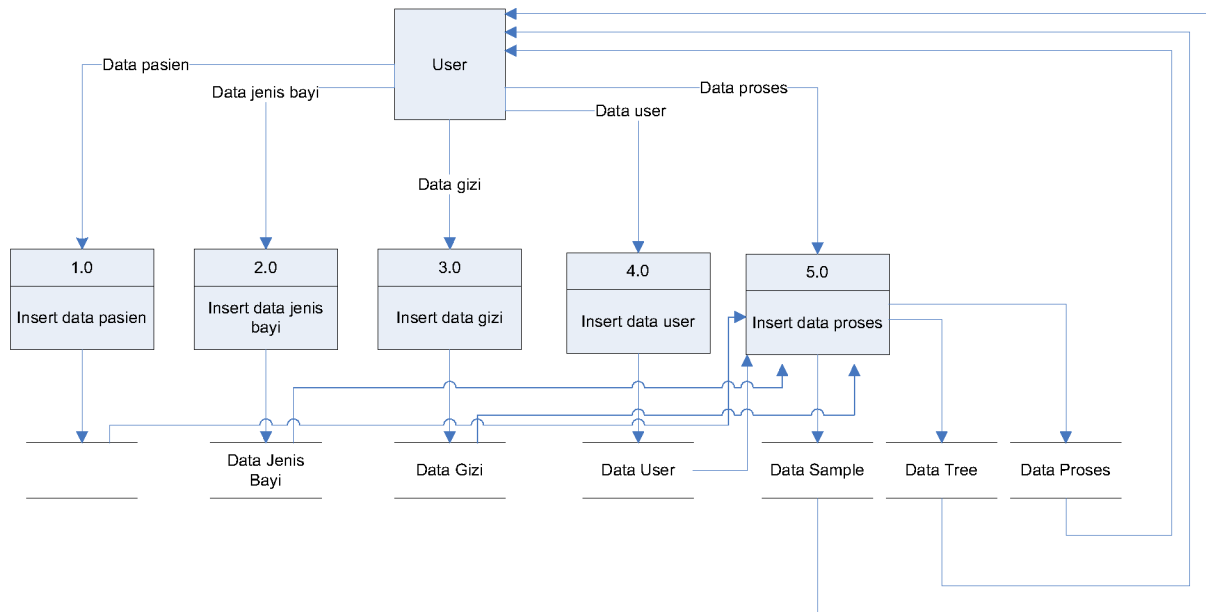 User
Data pasien
Data jenis bayi
Data proses
Data user
Data gizi
1.0
Insert data pasien
2.0
Insert data jenis
bayi
3.0
Insert data gizi
4.0
Insert data user
5.0
Insert data proses
Data Jenis
Bayi
Data Gizi
Data User
Data Sample
Data Tree
Data Proses